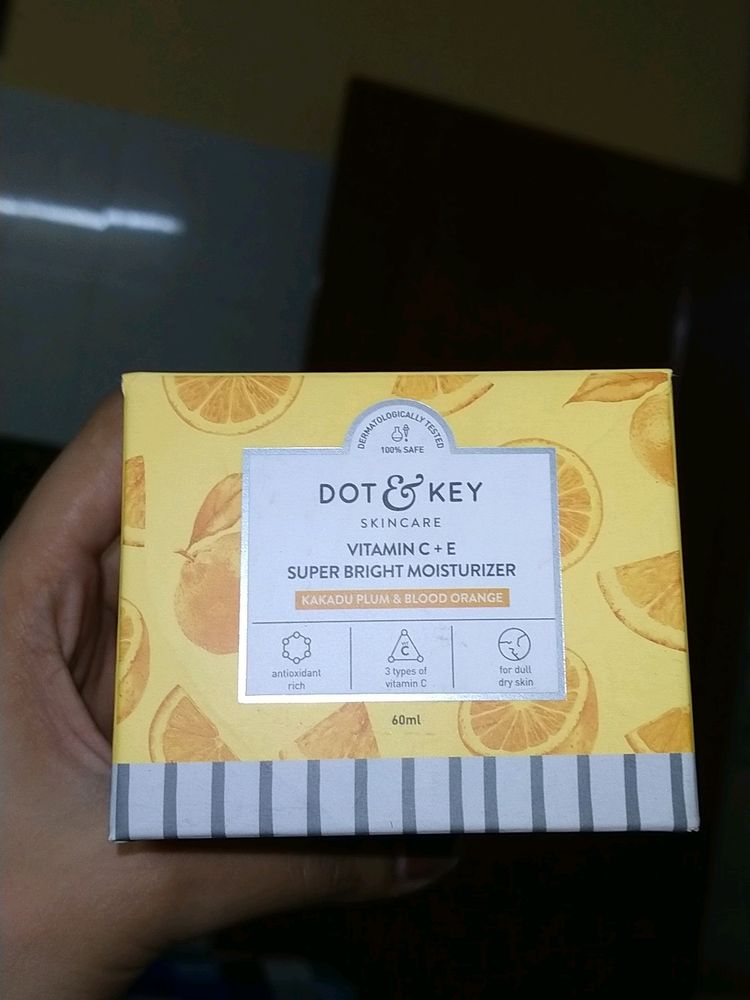 DERMATOLOGICALLY TESTED
100% SAFE
DOT & KEY
SKINCARE
VITAMIN C + E
SUPER BRIGHT MOISTURIZER
KAKADU PLUM & BLOOD ORANGE
C
antioxidant
rich
3 types of
vitamin C
for dull
dry skin
60ml